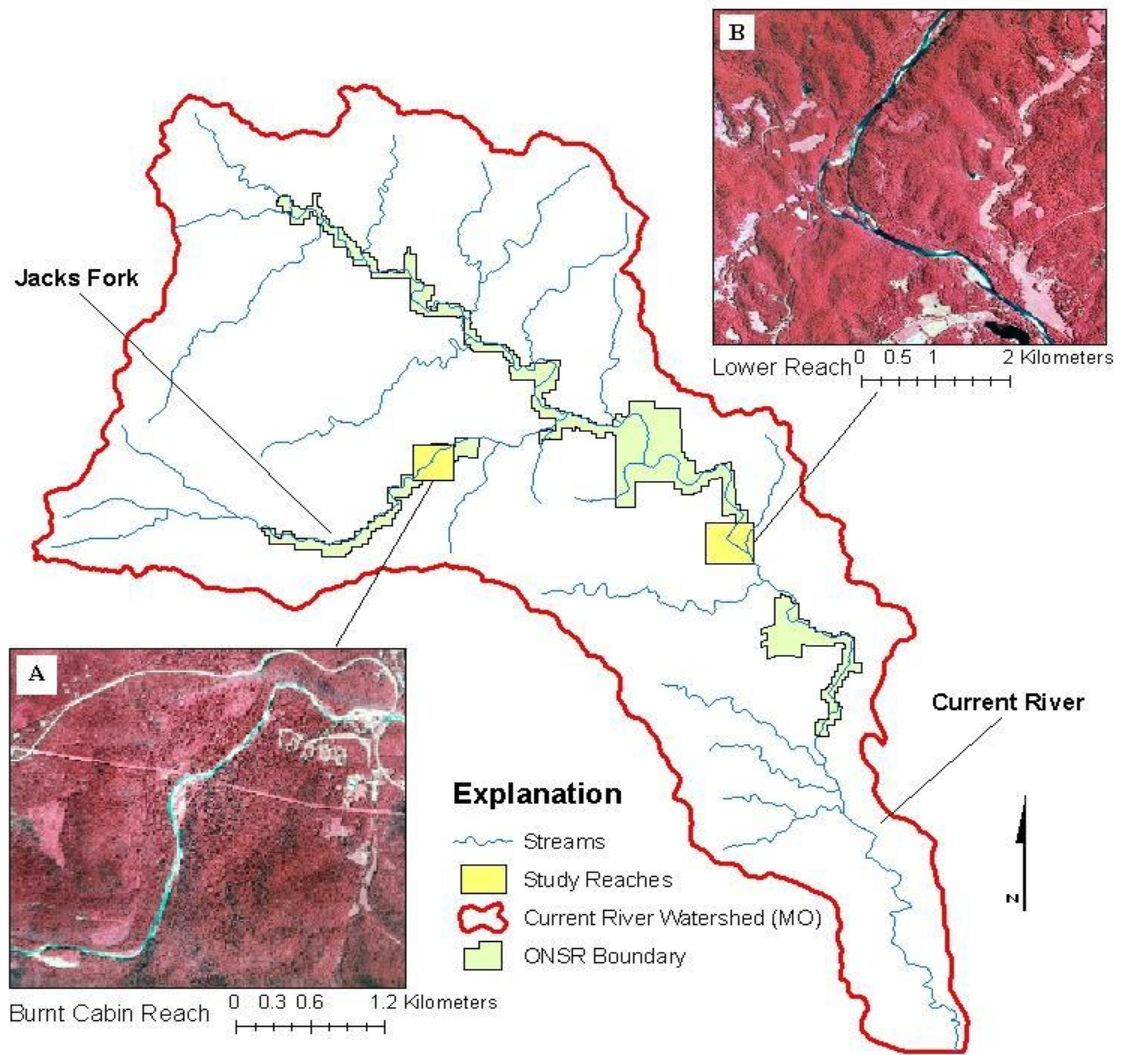 B
Lower Reach 0 0.5 1 2 Kilometers
Jacks Fork
A
Burnt Cabin Reach 0 0.3 0.6 1.2 Kilometers
Current River
Explanation
Streams
Study Reaches
Current River Watershed (MO)
ONSR Boundary
N